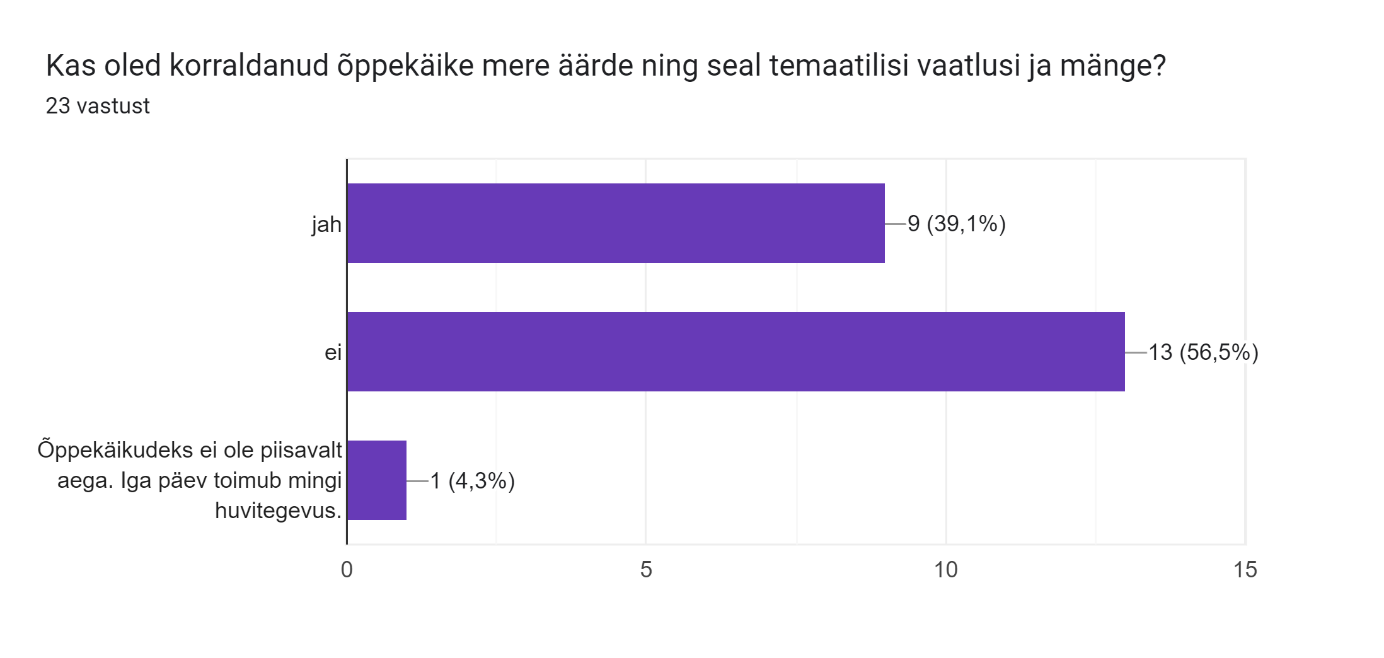 Kas oled korraldanud õppekäike mere äärde ning seal temaatilisi vaatlusi ja mänge?
23 vastust
jah
9 (39,1%)
ei
13 (56,5%)
Õppekäikudeks ei ole piisavalt
aega. Iga päev toimub mingi
huvitegevus.
1 (4,3%)
0
5
10
15